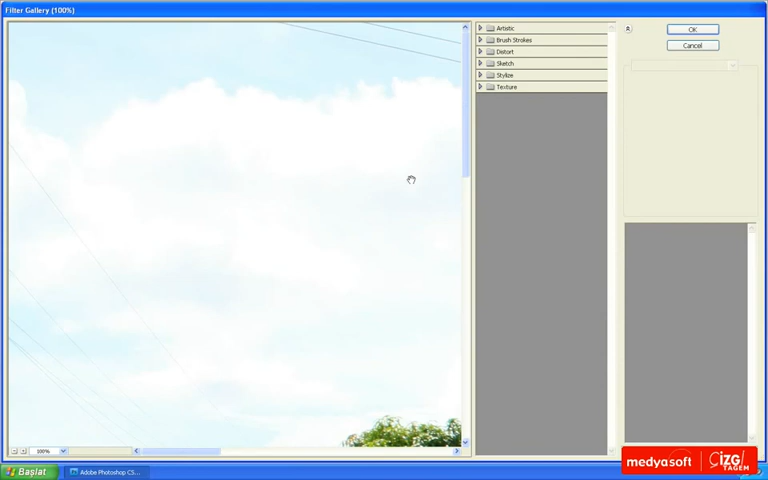 Filter Gallery (100%)
Artistic
Brush Strokes
Distort
Sketch
Stylize
Texture
OK
Cancel
100%
Başlat
Adobe Photoshop CS...
medyasoft
ÇİZGİ
TAGEM